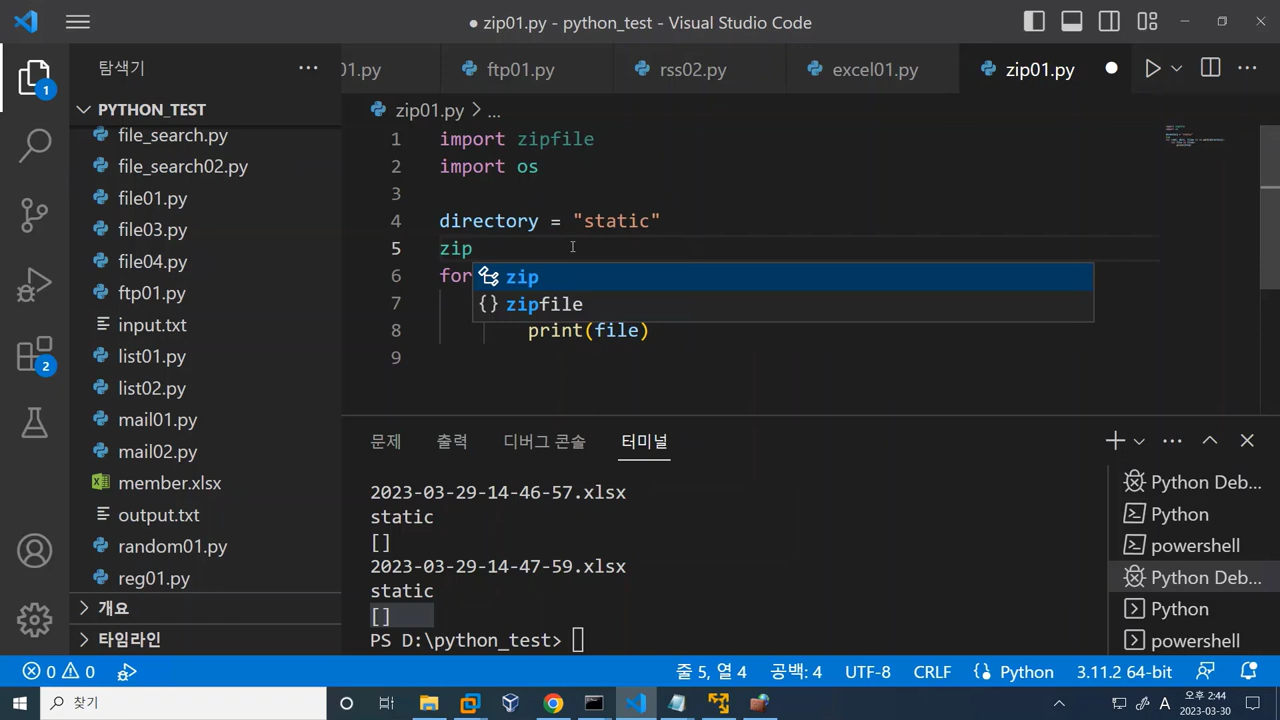 ● zip01.py - python_test - Visual Studio Code
탐색기
01.py
ftp01.py
rss02.py
excel01.py
zip01.py
1
PYTHON_TEST
file_search.py
file_search02.py
file01.py
file03.py
file04.py
ftp01.py
input.txt
list01.py
list02.py
mail01.py
mail02.py
member.xlsx
output.txt
random01.py
reg01.py
개요
타임라인
2
zip01.py > ...
1 import zipfile
2 import os
3
4 directory = "static"
5 zip
6 for
zip
7
{} zipfile
8 print(file)
9
문제 출력 디버그 콘솔 터미널
2023-03-29-14-46-57.xlsx
static
[]
2023-03-29-14-47-59.xlsx
static
[]
PS D:\python_test>
Python Deb...
Python
powershell
Python Deb...
Python
powershell
0 0 줄 5, 열 4 공백: 4 UTF-8 CRLF {} Python 3.11.2 64-bit
찾기
A
오후 2:44
2023-03-30